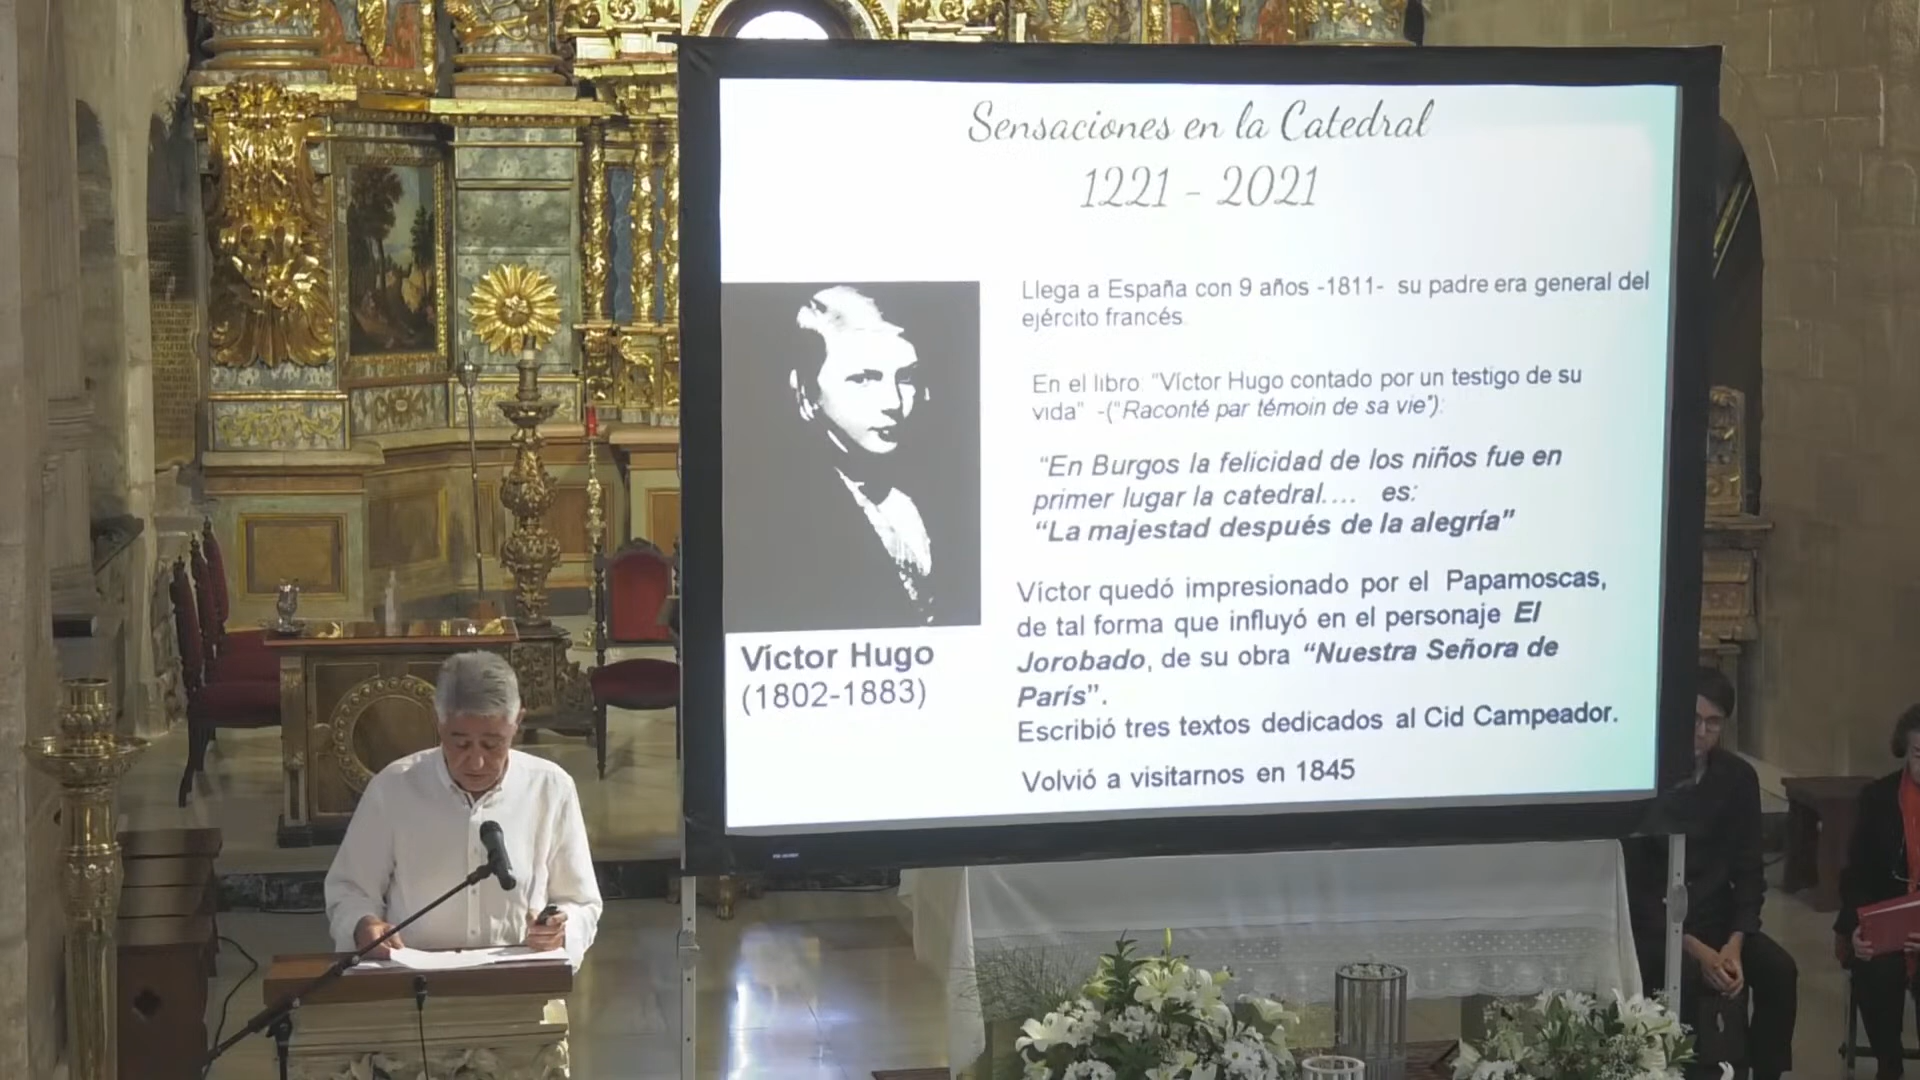 Sensaciones en la Catedral
1221 - 2021
Llega a España con 9 años -1811- su padre era general del
ejército francés.
En el libro "Víctor Hugo contado por un testigo de su
vida" -("Raconté par témoin de sa vie"):
"En Burgos la felicidad de los niños fue en
primer lugar la catedral.... es:
"La majestad después de la alegría"
Víctor quedó impresionado por el Papamoscas,
de tal forma que influyó en el personaje El
Jorobado, de su obra "Nuestra Señora de
París".
Escribió tres textos dedicados al Cid Campeador.
Volvió a visitarnos en 1845
Víctor Hugo
(1802-1883)